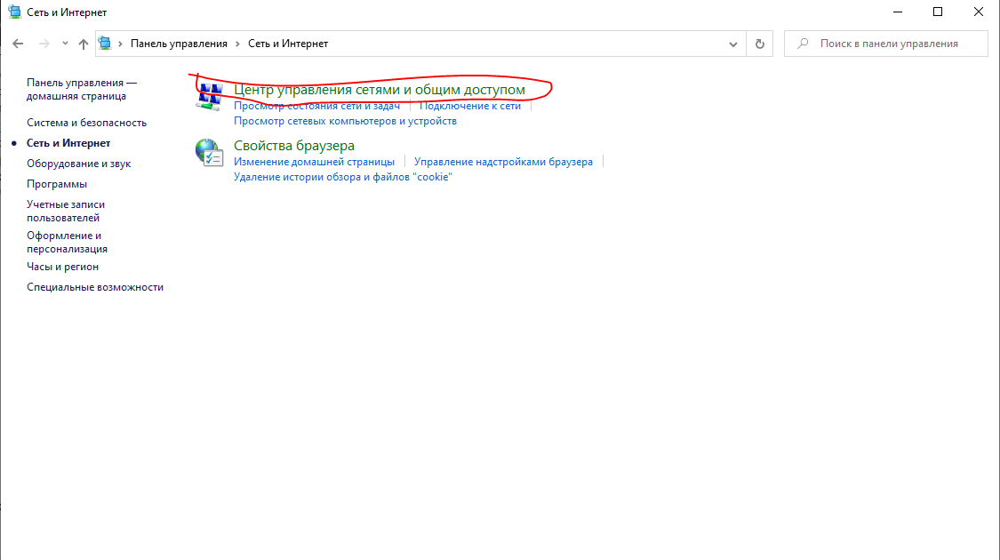 Сеть и Интернет
Панель управления › Сеть и Интернет
Поиск в панели управления
Панель управления —
домашняя страница
Система и безопасность
Сеть и Интернет
Оборудование и звук
Программы
Учетные записи
пользователей
Оформление и
персонализация
Часы и регион
Специальные возможности
Центр управления сетями и общим доступом
Просмотр состояния сети и задач | Подключение к сети
Просмотр сетевых компьютеров и устройств
Свойства браузера
Изменение домашней страницы | Управление надстройками браузера
Удаление истории обзора и файлов "cookie"